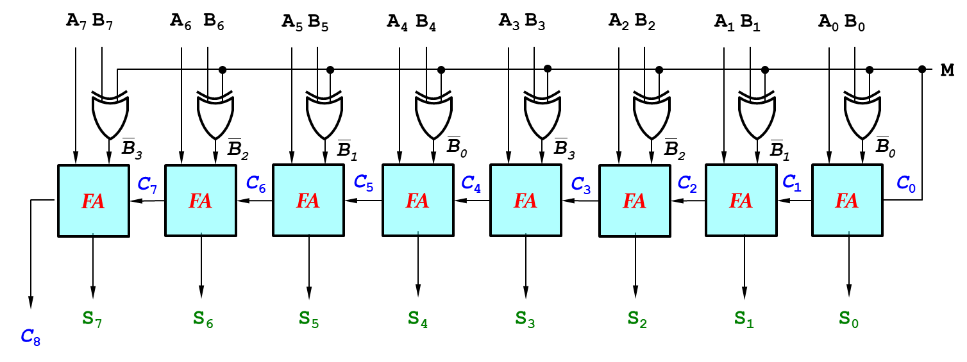 A₇ B₇ A₆ B₆ A₅ B₅ A₄ B₄ A₃ B₃ A₂ B₂ A₁ B₁ A₀ B₀
M
B̅₃ B̅₂ B̅₁ B̅₀ B̅₃ B̅₂ B̅₁ B̅₀
C₇ C₆ C₅ C₄ C₃ C₂ C₁ C₀
FA FA FA FA FA FA FA FA
S₇ S₆ S₅ S₄ S₃ S₂ S₁ S₀
C₈